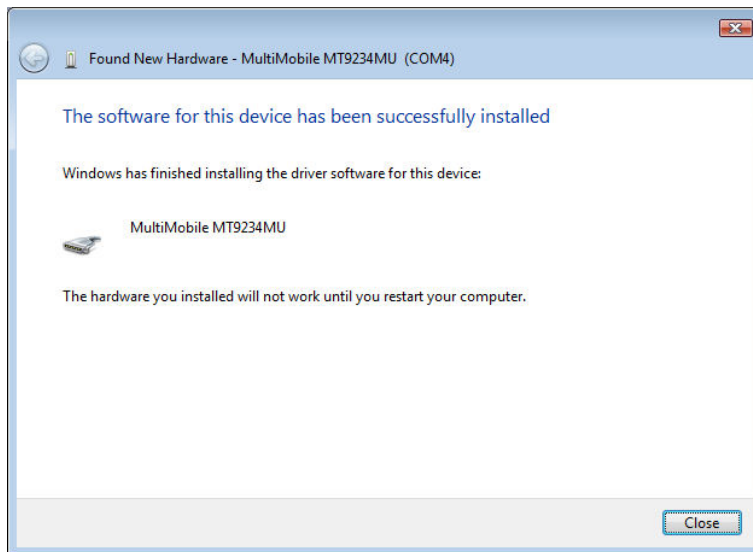 Found New Hardware - MultiMobile MT9234MU (COM4)
The software for this device has been successfully installed
Windows has finished installing the driver software for this device:
MultiMobile MT9234MU
The hardware you installed will not work until you restart your computer.
Close